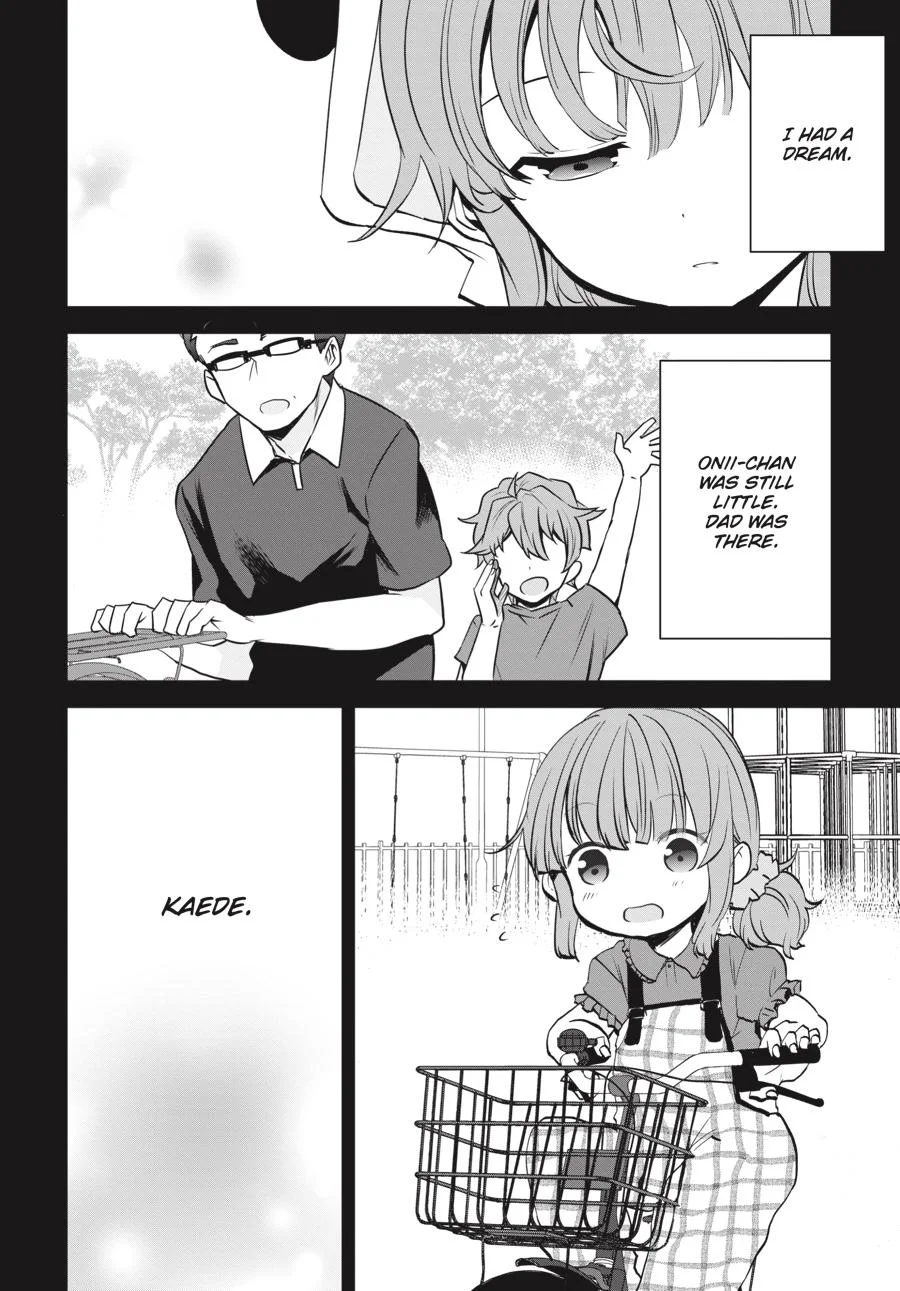 I HAD A
DREAM.
ONII-CHAN
WAS STILL
LITTLE.
DAD WAS
THERE.
KAEDE.